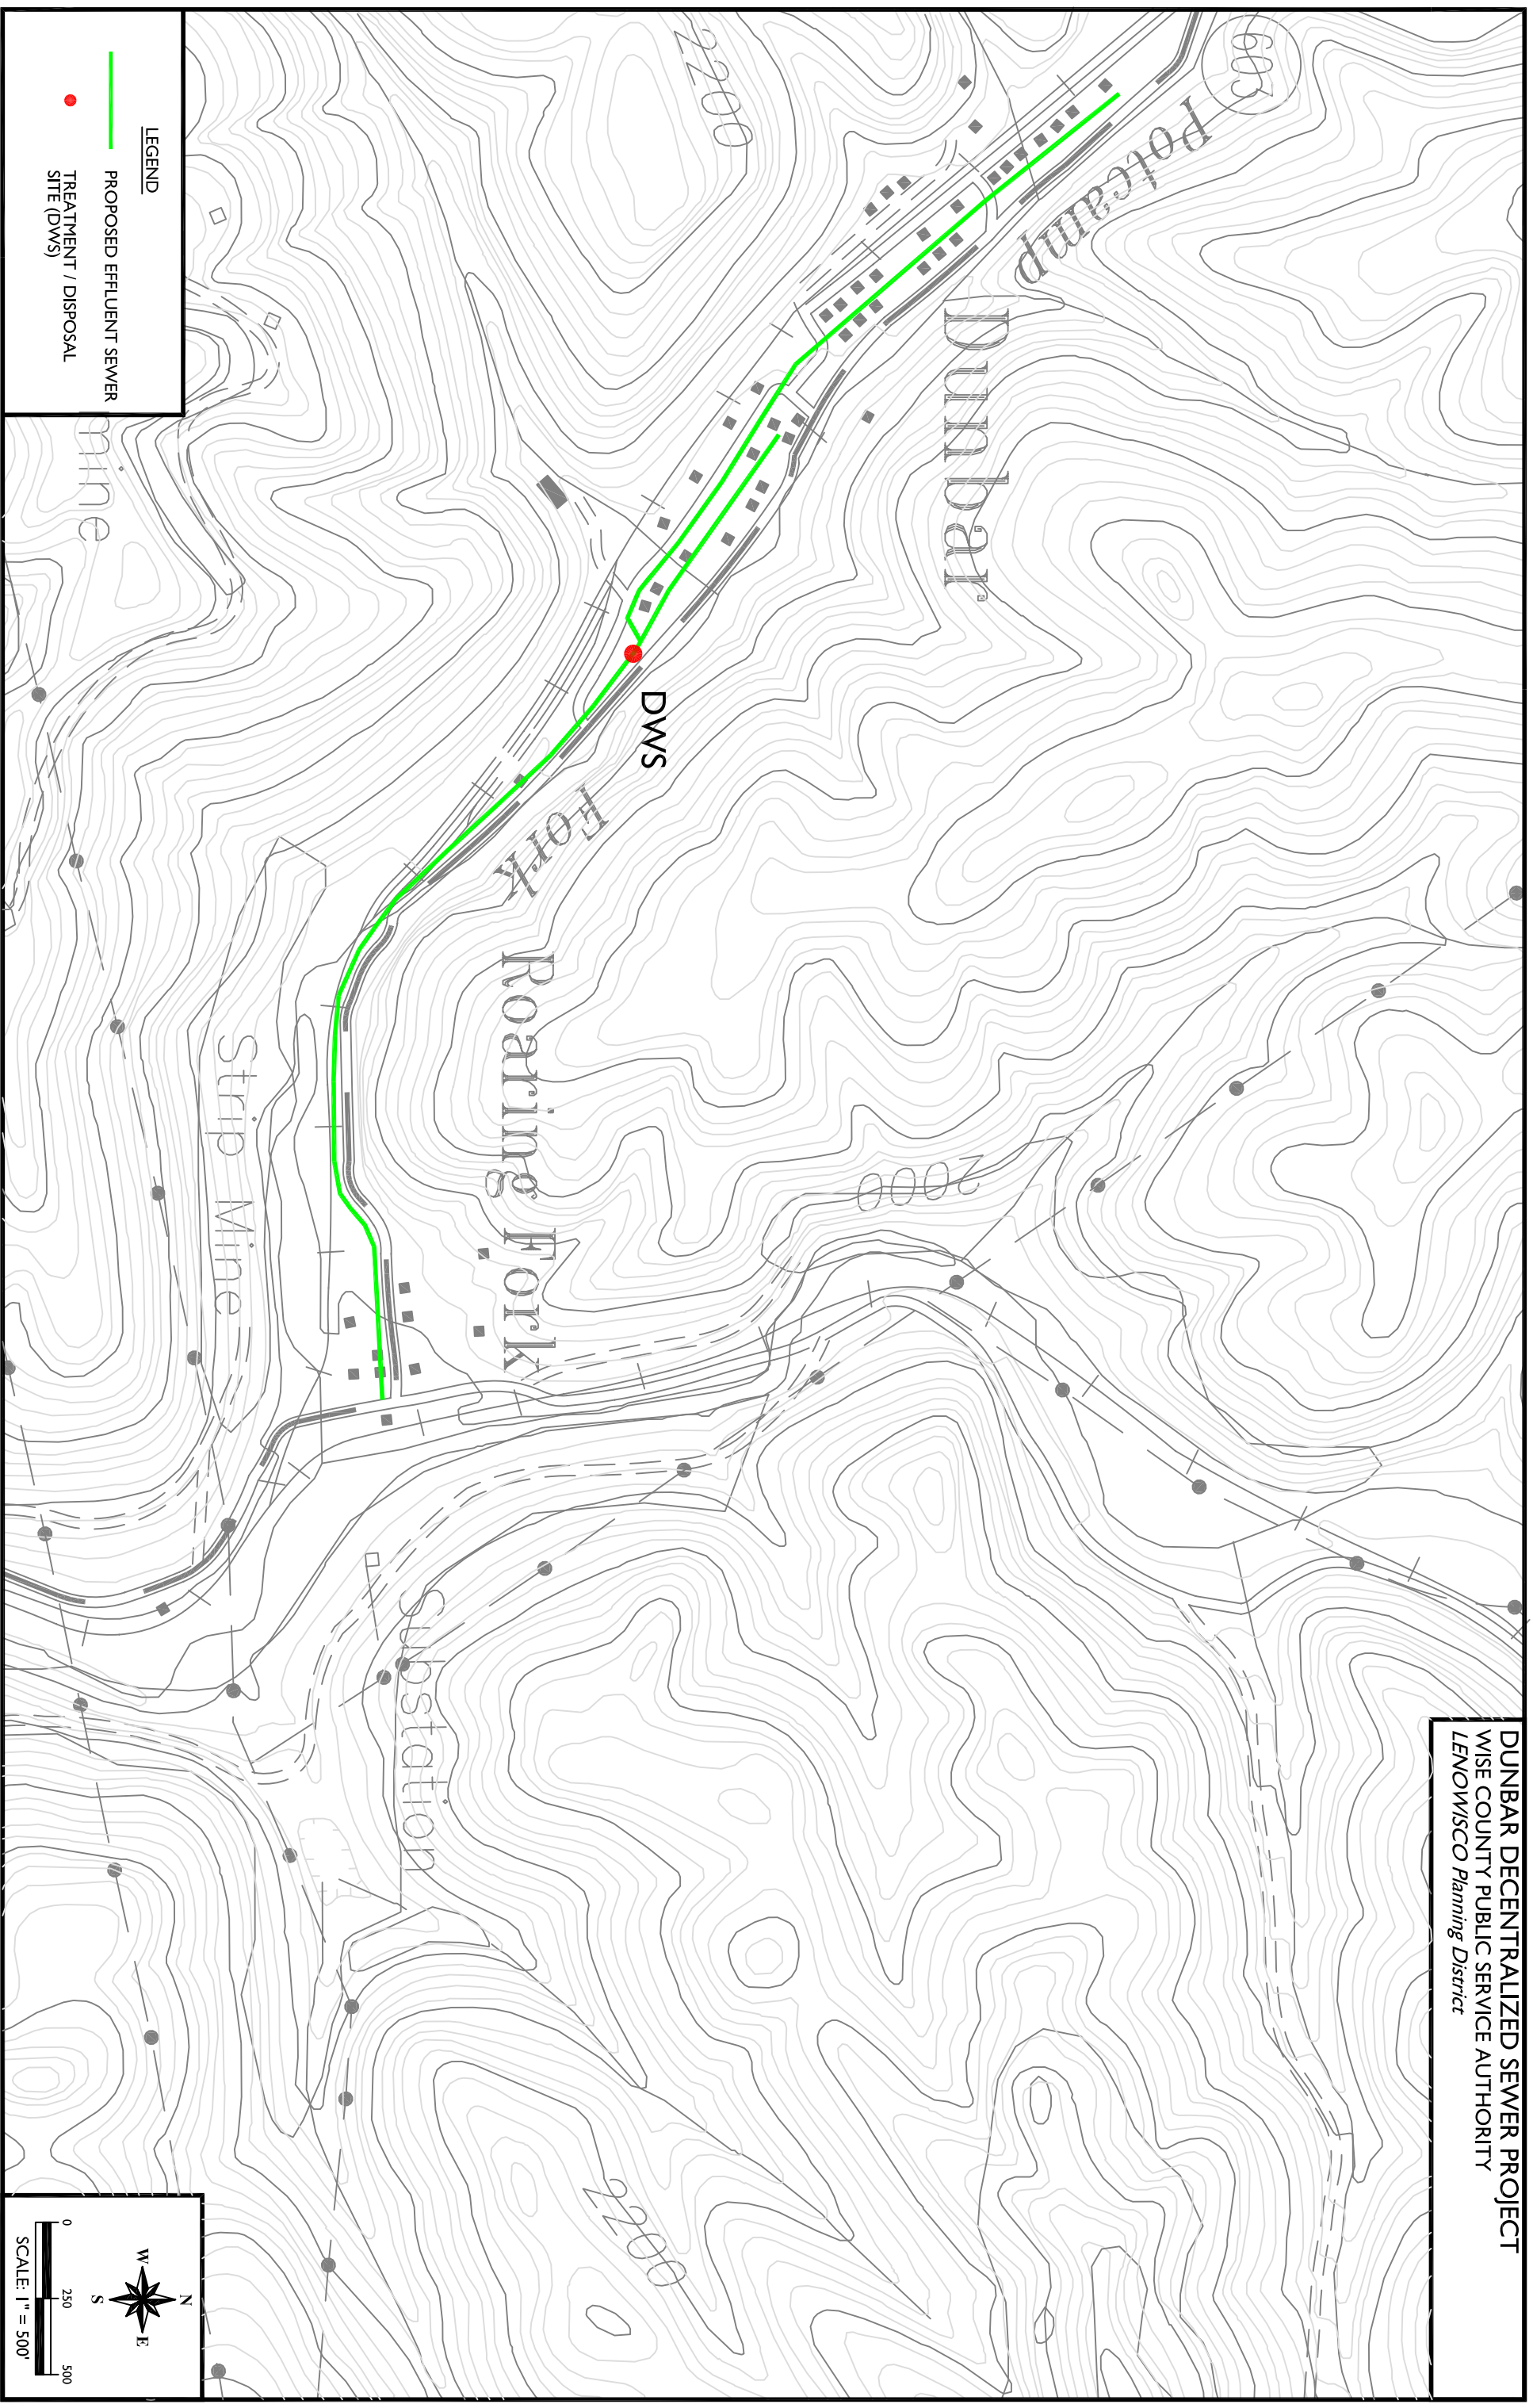 DUNBAR DECENTRALIZED SEWER PROJECT
WISE COUNTY PUBLIC SERVICE AUTHORITY
LENOWISCO Planning District
609
Potcamp
Dunbar
2200
DWS
Fork
Roaring Fork
2000
Strip Mine
mine
Substation
2200
LEGEND
PROPOSED EFFLUENT SEWER
TREATMENT / DISPOSAL
SITE (DWS)
N
W
E
S
0 250 500
SCALE: 1" = 500'